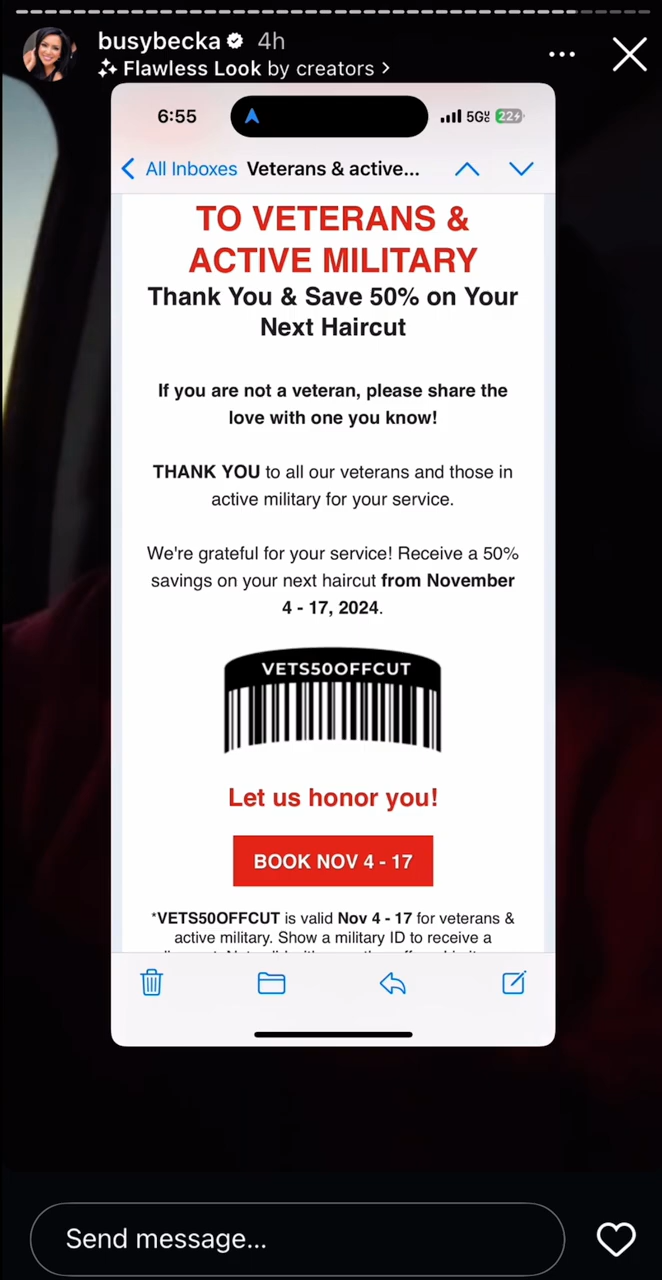 busybecka 4h
Flawless Look by creators >
6:55 5G 22
All Inboxes Veterans & active...
TO VETERANS &
ACTIVE MILITARY
Thank You & Save 50% on Your
Next Haircut
If you are not a veteran, please share the
love with one you know!
THANK YOU to all our veterans and those in
active military for your service.
We're grateful for your service! Receive a 50%
savings on your next haircut from November
4 - 17, 2024.
VETS50OFFCUT
Let us honor you!
BOOK NOV 4 - 17
*VETS50OFFCUT is valid Nov 4 - 17 for veterans &
active military. Show a military ID to receive a
Send message...